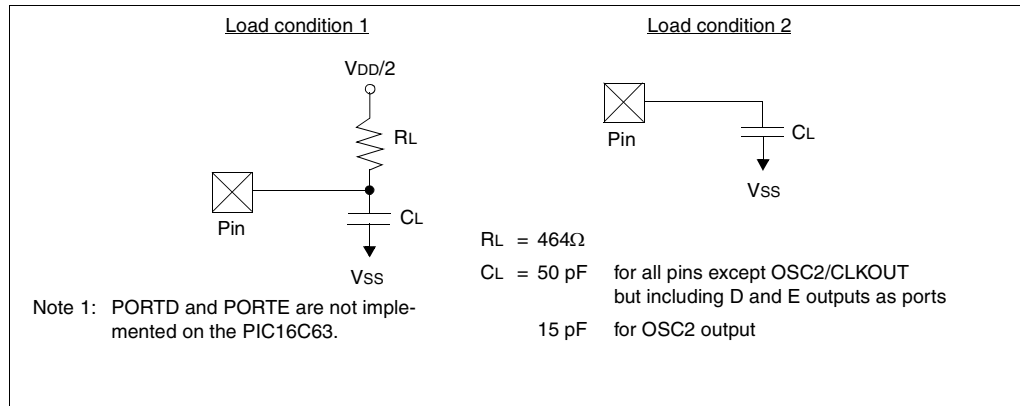 Load condition 1
VDD/2
RL
Pin
CL
VSS
Note 1: PORTD and PORTE are not imple-
mented on the PIC16C63.
Load condition 2
Pin
CL
VSS
RL = 464Ω
CL = 50 pF for all pins except OSC2/CLKOUT
but including D and E outputs as ports
15 pF for OSC2 output